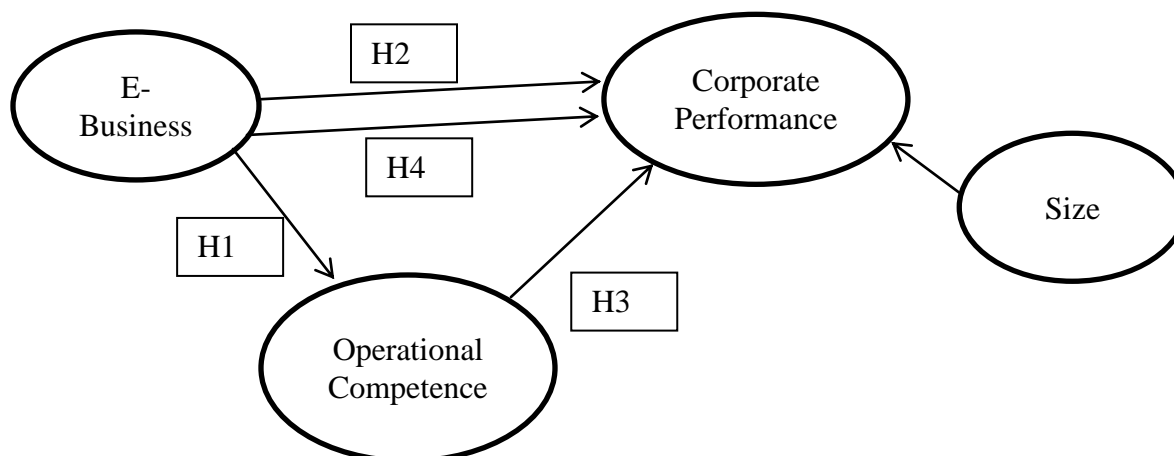 H2
E-
Business
Corporate
Performance
H4
Size
H1
H3
Operational
Competence